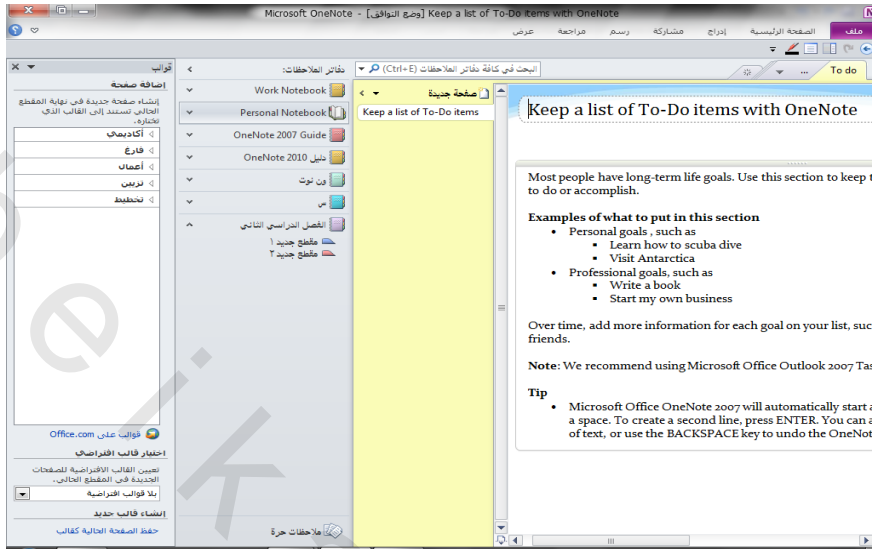 Microsoft OneNote - [وضع التوافق] Keep a list of To-Do items with OneNote
ملف
الصفحة الرئيسية
إدراج
مشاركة
رسم
مراجعة
عرض
To do
...
البحث في كافة دفاتر الملاحظات (Ctrl+E)
Keep a list of To-Do items with OneNote
Most people have long-term life goals. Use this section to keep t
to do or accomplish.
Examples of what to put in this section
• Personal goals , such as
▪ Learn how to scuba dive
▪ Visit Antarctica
• Professional goals, such as
▪ Write a book
▪ Start my own business
Over time, add more information for each goal on your list, suc
friends.
Note: We recommend using Microsoft Office Outlook 2007 Tas
Tip
• Microsoft Office OneNote 2007 will automatically start a
a space. To create a second line, press ENTER. You can a
of text, or use the BACKSPACE key to undo the OneNot
صفحة جديدة
Keep a list of To-Do items
دفاتر الملاحظات:
Work Notebook
Personal Notebook
OneNote 2007 Guide
دليل OneNote 2010
ون نوت
س
الفصل الدراسي الثاني
مقطع جديد ١
مقطع جديد ٢
ملاحظات حرة
قوالب
إضافة صفحة
إنشاء صفحة جديدة في نهاية المقطع
الحالي تستند إلى القالب الذي
تختاره.
أكاديمي
فارغ
أعمال
تزيين
تخطيط
قوالب على Office.com
اختيار قالب افتراضي
تعيين القالب الافتراضية للصفحات
الجديدة في المقطع الحالي.
بلا قوالب افتراضية
إنشاء قالب جديد
حفظ الصفحة الحالية كقالب